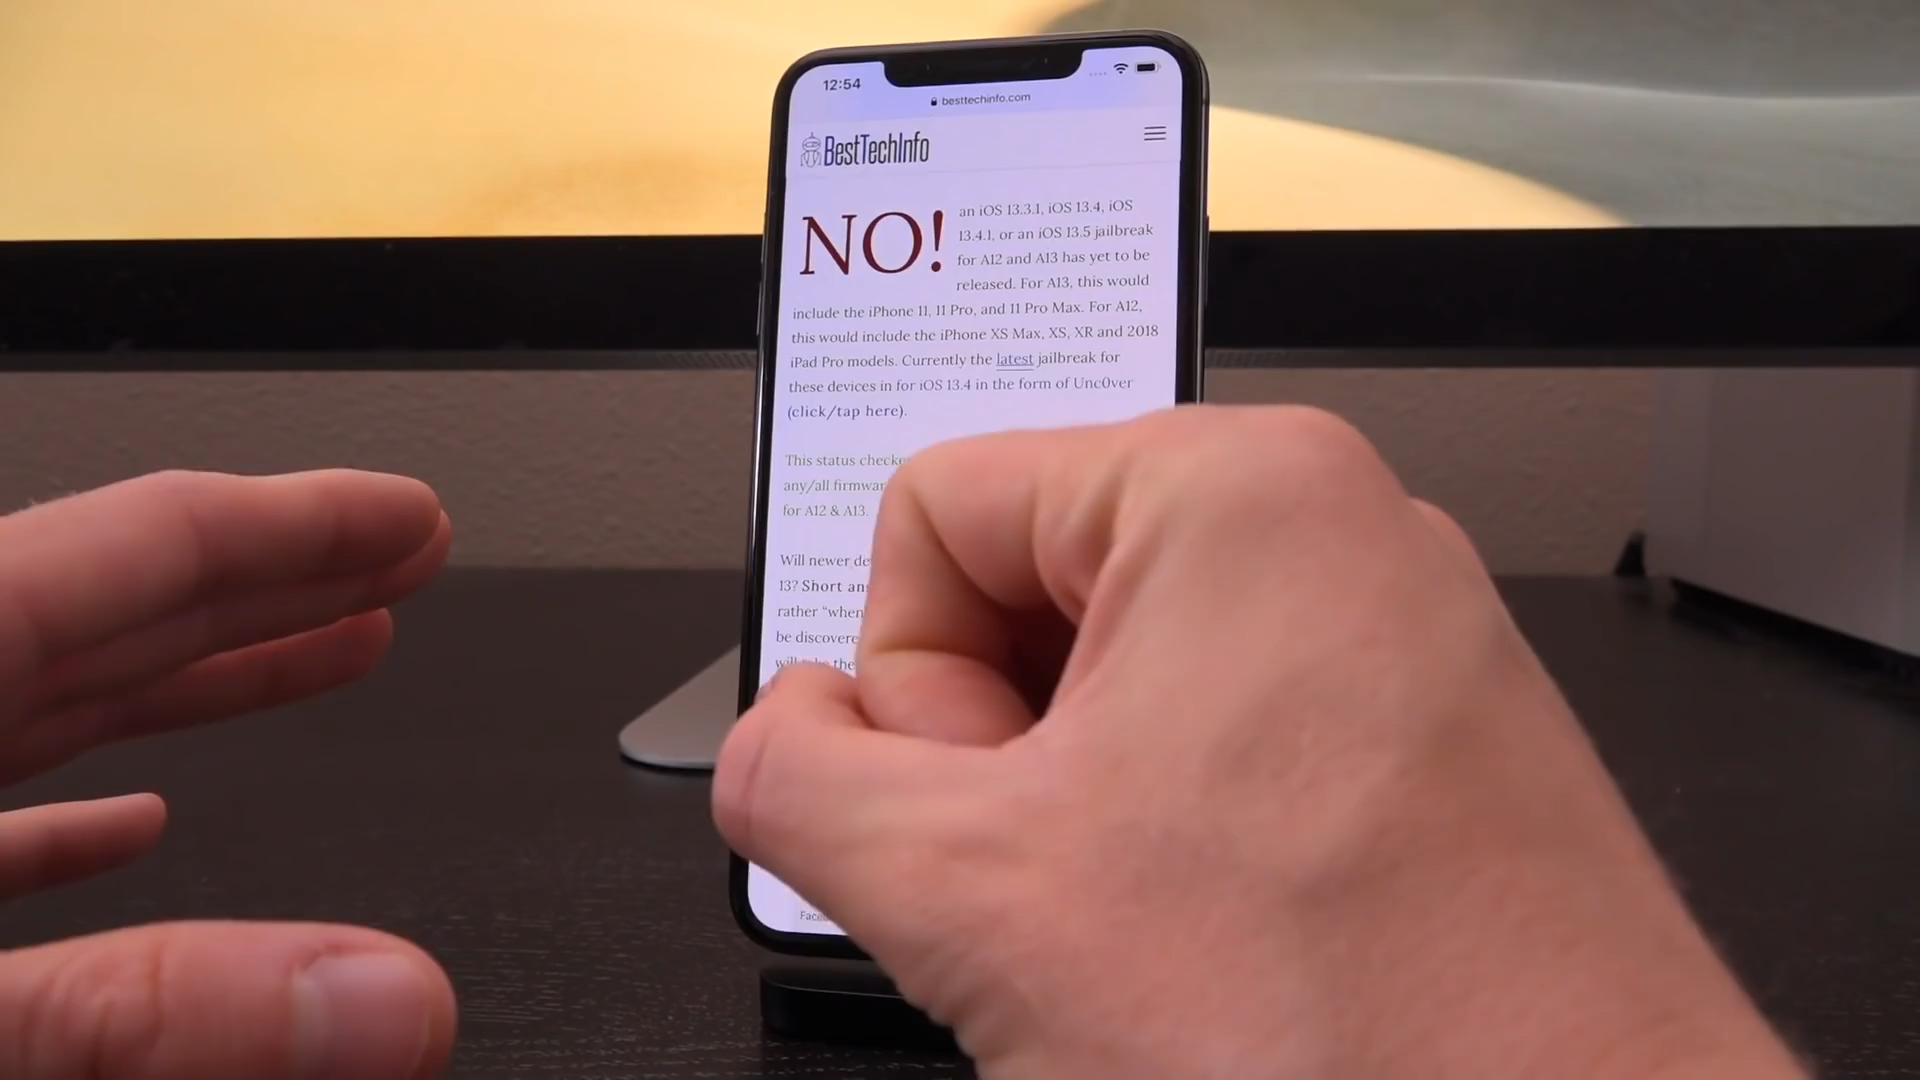 12:54
besttechinfo.com
BestTechInfo
NO!
an iOS 13.3.1, iOS 13.4, iOS
13.4.1, or an iOS 13.5 jailbreak
for A12 and A13 has yet to be
released. For A13, this would
include the iPhone 11, 11 Pro, and 11 Pro Max. For A12,
this would include the iPhone XS Max, XS, XR and 2018
iPad Pro models. Currently the latest jailbreak for
these devices in for iOS 13.4 in the form of Unc0ver
(click/tap here).
This status
any/all
for A12 & A13.
Will newer
13? Short
rather “when
be
the